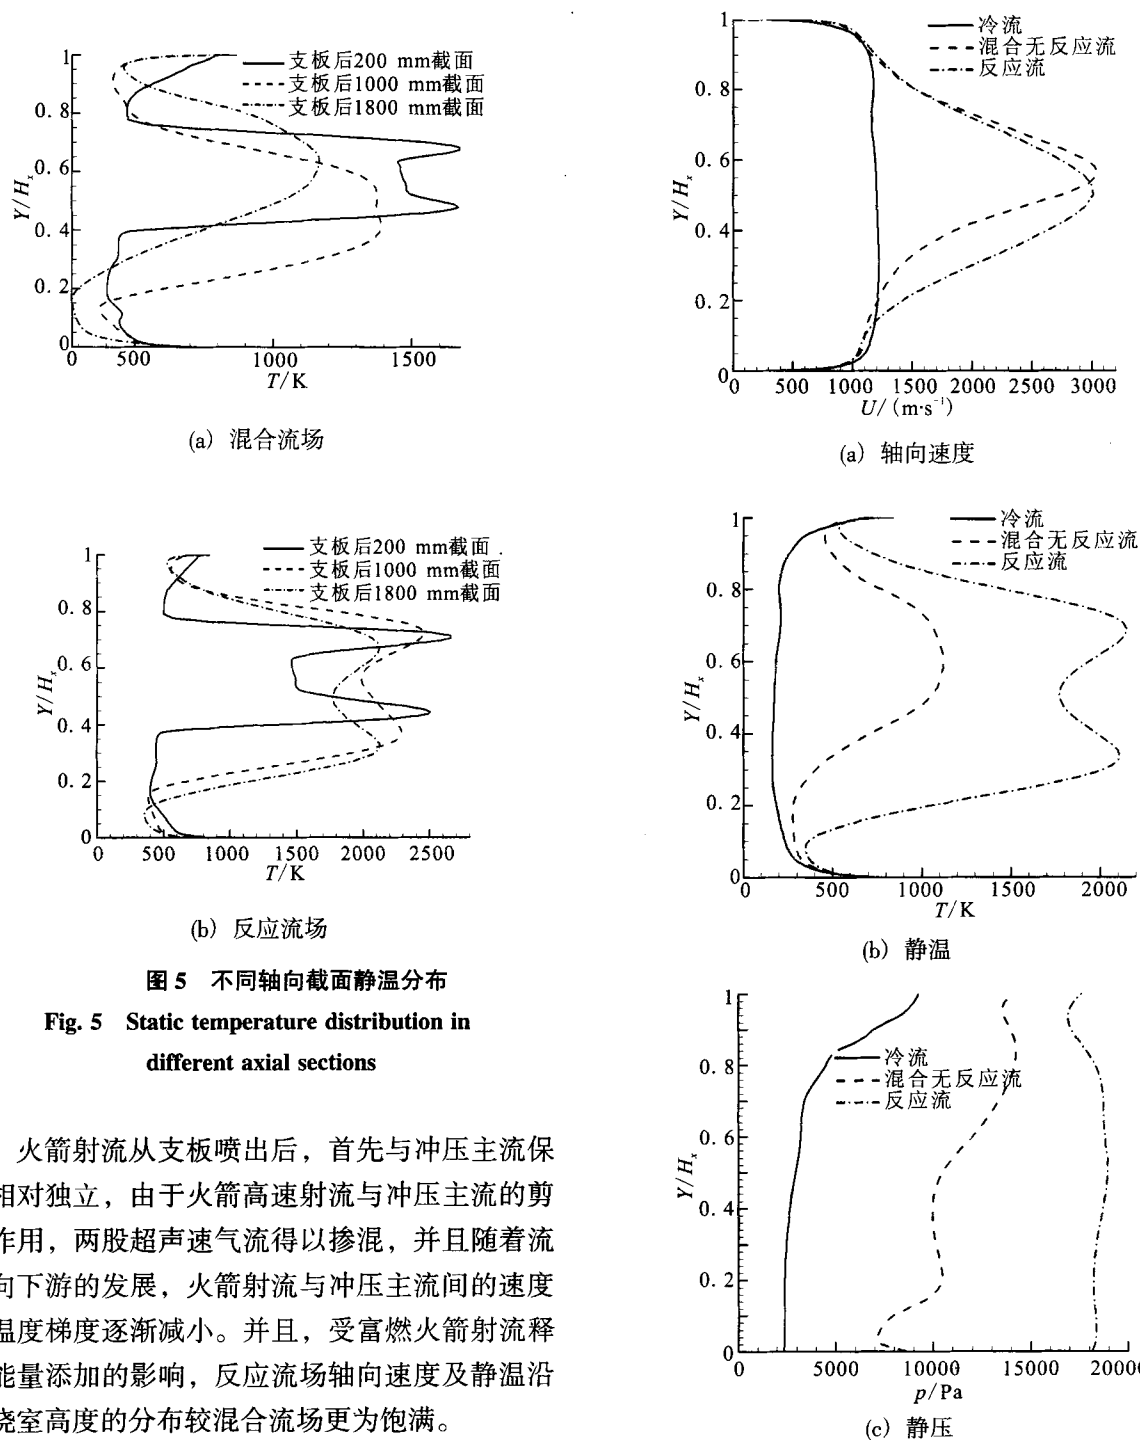 支板后200 mm截面
支板后1000 mm截面
支板后1800 mm截面
1
0.8
0.6
0.4
0.2
0
Y/Hx
0 500 1000 1500
T/K
(a) 混合流场
支板后200 mm截面
支板后1000 mm截面
支板后1800 mm截面
1
0.8
0.6
0.4
0.2
0
Y/Hx
0 500 1000 1500 2000 2500
T/K
(b) 反应流场
图 5 不同轴向截面静温分布
Fig. 5 Static temperature distribution in
different axial sections
火箭射流从支板喷出后，首先与冲压主流保
相对独立，由于火箭高速射流与冲压主流的剪
作用，两股超声速气流得以掺混，并且随着流
向下游的发展，火箭射流与冲压主流间的速度
温度梯度逐渐减小。并且，受富燃火箭射流释
能量添加的影响，反应流场轴向速度及静温沿
烧室高度的分布较混合流场更为饱满。
冷流
混合无反应流
反应流
1
0.8
0.6
0.4
0.2
0
Y/Hx
0 500 1000 1500 2000 2500 3000
U/(m·s⁻¹)
(a) 轴向速度
冷流
混合无反应流
反应流
1
0.8
0.6
0.4
0.2
0
Y/Hx
0 500 1000 1500 2000
T/K
(b) 静温
冷流
混合无反应流
反应流
1
0.8
0.6
0.4
0.2
0
Y/Hx
0 5000 10000 15000 2000
p/Pa
(c) 静压